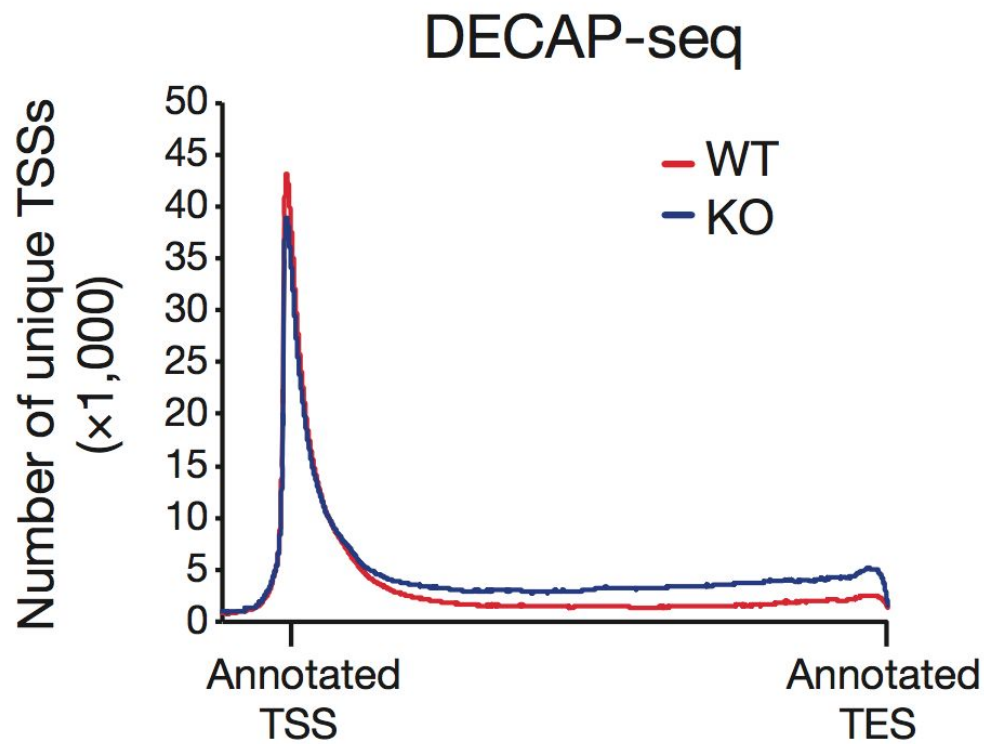 DECAP-seq
Number of unique TSSs
(×1,000)
50
45
40
35
30
25
20
15
10
5
0
WT
KO
Annotated
TSS
Annotated
TES